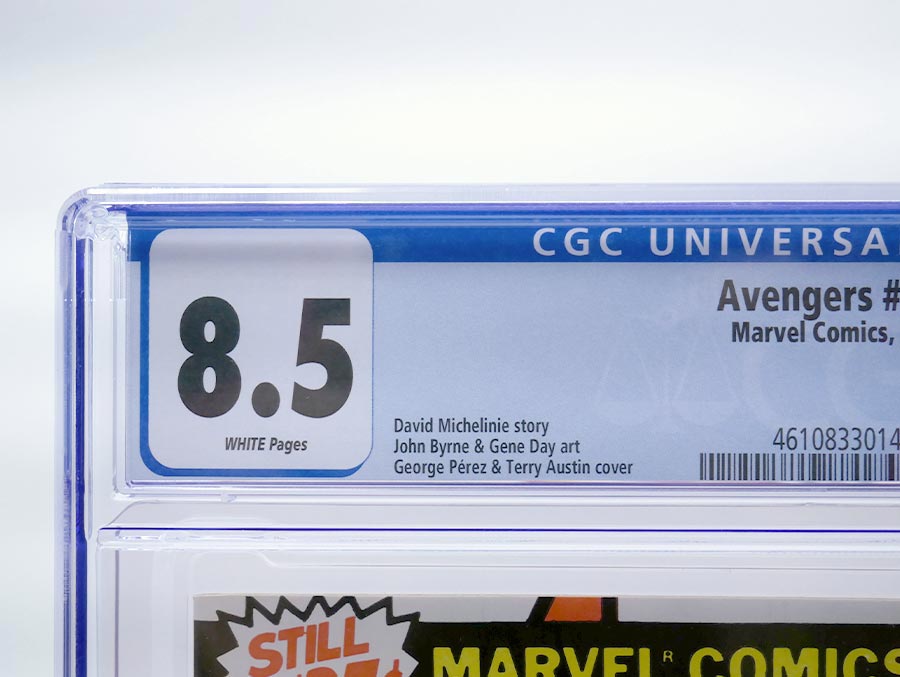 CGC UNIVERSA
Avengers #
Marvel Comics,
8.5
WHITE Pages
David Michelinie story
John Byrne & Gene Day art
George Pérez & Terry Austin cover
4610833014
STILL
MARVEL® COMICS